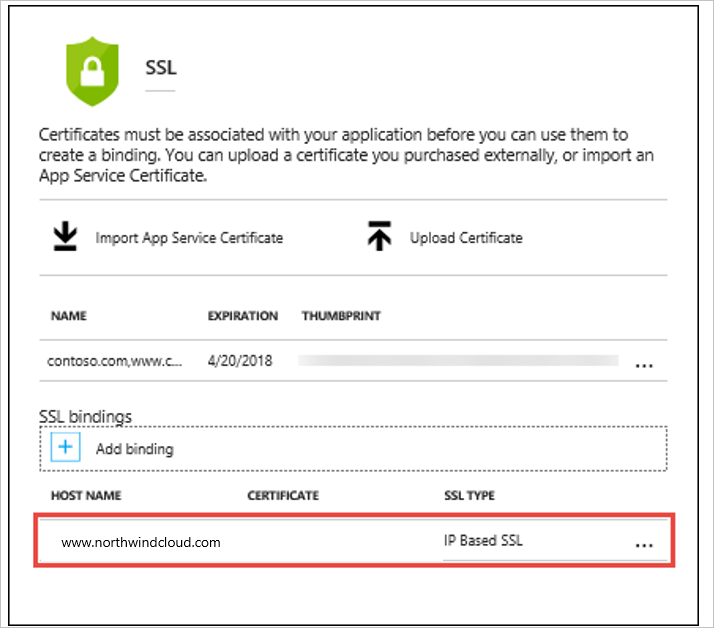 SSL
Certificates must be associated with your application before you can use them to
create a binding. You can upload a certificate you purchased externally, or import an
App Service Certificate.
Import App Service Certificate Upload Certificate
NAME EXPIRATION THUMBPRINT
contoso.com,www.c... 4/20/2018 ...
SSL bindings
+ Add binding
HOST NAME CERTIFICATE SSL TYPE
www.northwindcloud.com IP Based SSL ...